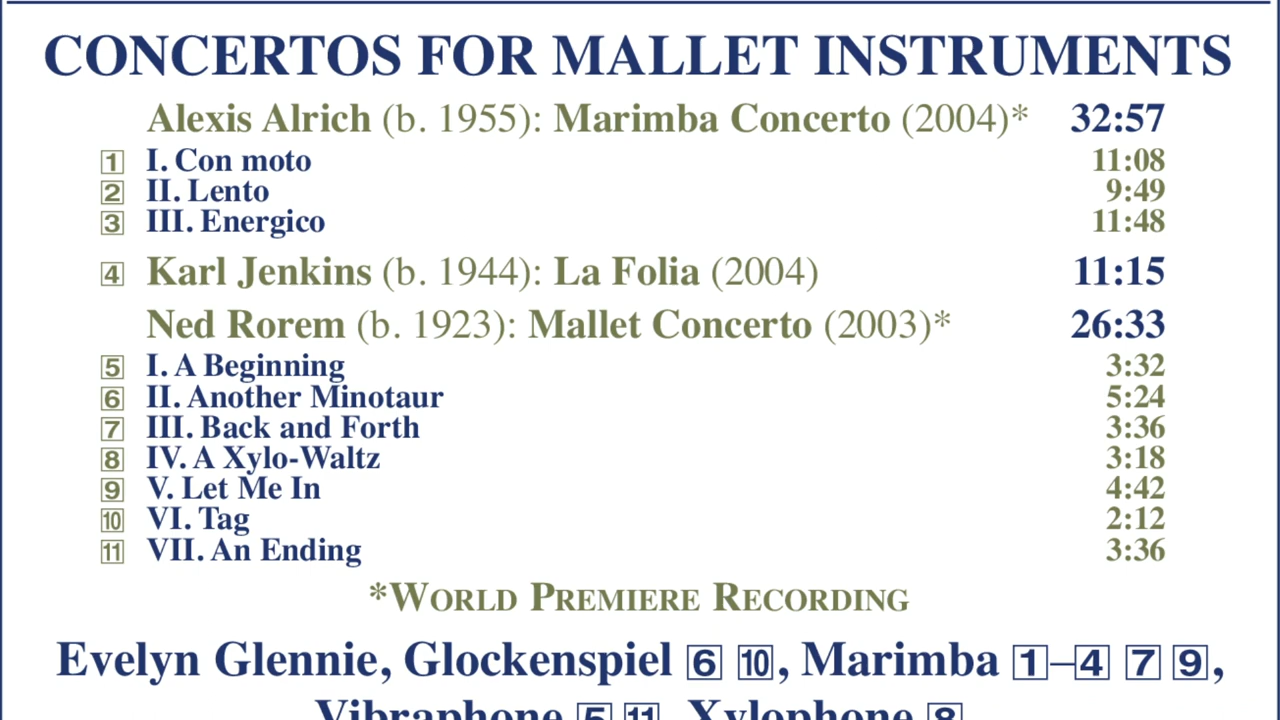 CONCERTOS FOR MALLET INSTRUMENTS
Alexis Alrich (b. 1955): Marimba Concerto (2004)* 32:57
1 I. Con moto 11:08
2 II. Lento 9:49
3 III. Energico 11:48
4 Karl Jenkins (b. 1944): La Folia (2004) 11:15
Ned Rorem (b. 1923): Mallet Concerto (2003)* 26:33
5 I. A Beginning 3:32
6 II. Another Minotaur 5:24
7 III. Back and Forth 3:36
8 IV. A Xylo-Waltz 3:18
9 V. Let Me In 4:42
10 VI. Tag 2:12
11 VII. An Ending 3:36
*WORLD PREMIERE RECORDING
Evelyn Glennie, Glockenspiel 6 10, Marimba 1–4 7 9,
Vibraphone 5 11, Xylophone 8